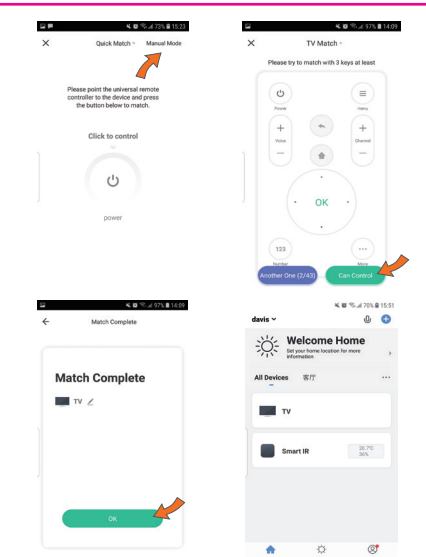 73% 15:23
Quick Match
Manual Mode
Please point the universal remote
controller to the device and press
the button below to match.
Click to control
power
97% 14:09
TV Match
Please try to match with 3 keys at least
Power
menu
+
+
Voice
Channel
OK
123
...
Number
More
Another One (2/43)
Can Control
97% 14:09
Match Complete
Match Complete
TV
OK
70% 15:51
davis
Welcome Home
Set your home location for more
information
All Devices
客厅
...
TV
Smart IR
36%